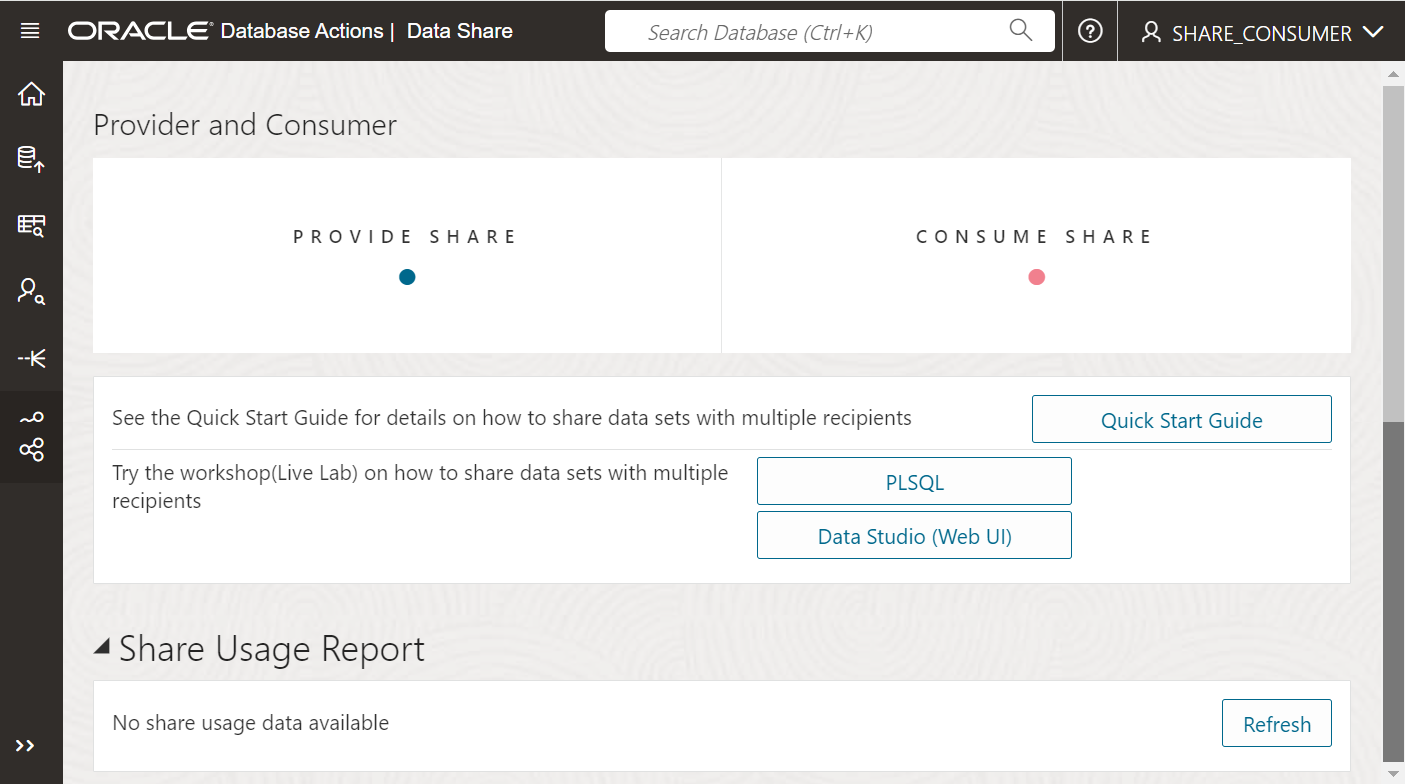 ORACLE Database Actions | Data Share
Search Database (Ctrl+K)
SHARE_CONSUMER
Provider and Consumer
PROVIDE SHARE
CONSUME SHARE
See the Quick Start Guide for details on how to share data sets with multiple recipients
Quick Start Guide
Try the workshop(Live Lab) on how to share data sets with multiple
recipients
PLSQL
Data Studio (Web UI)
Share Usage Report
No share usage data available
Refresh